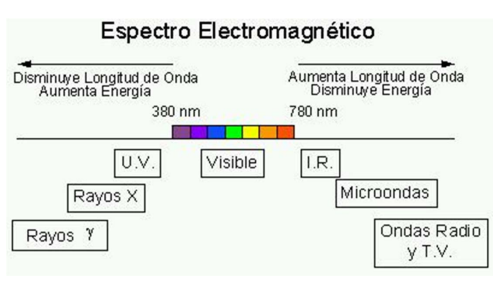 Espectro Electromagnético
Disminuye Longitud de Onda
Aumenta Energía
Aumenta Longitud de Onda
Disminuye Energía
380 nm
780 nm
U.V.
Visible
I.R.
Rayos X
Microondas
Rayos γ
Ondas Radio
y T.V.